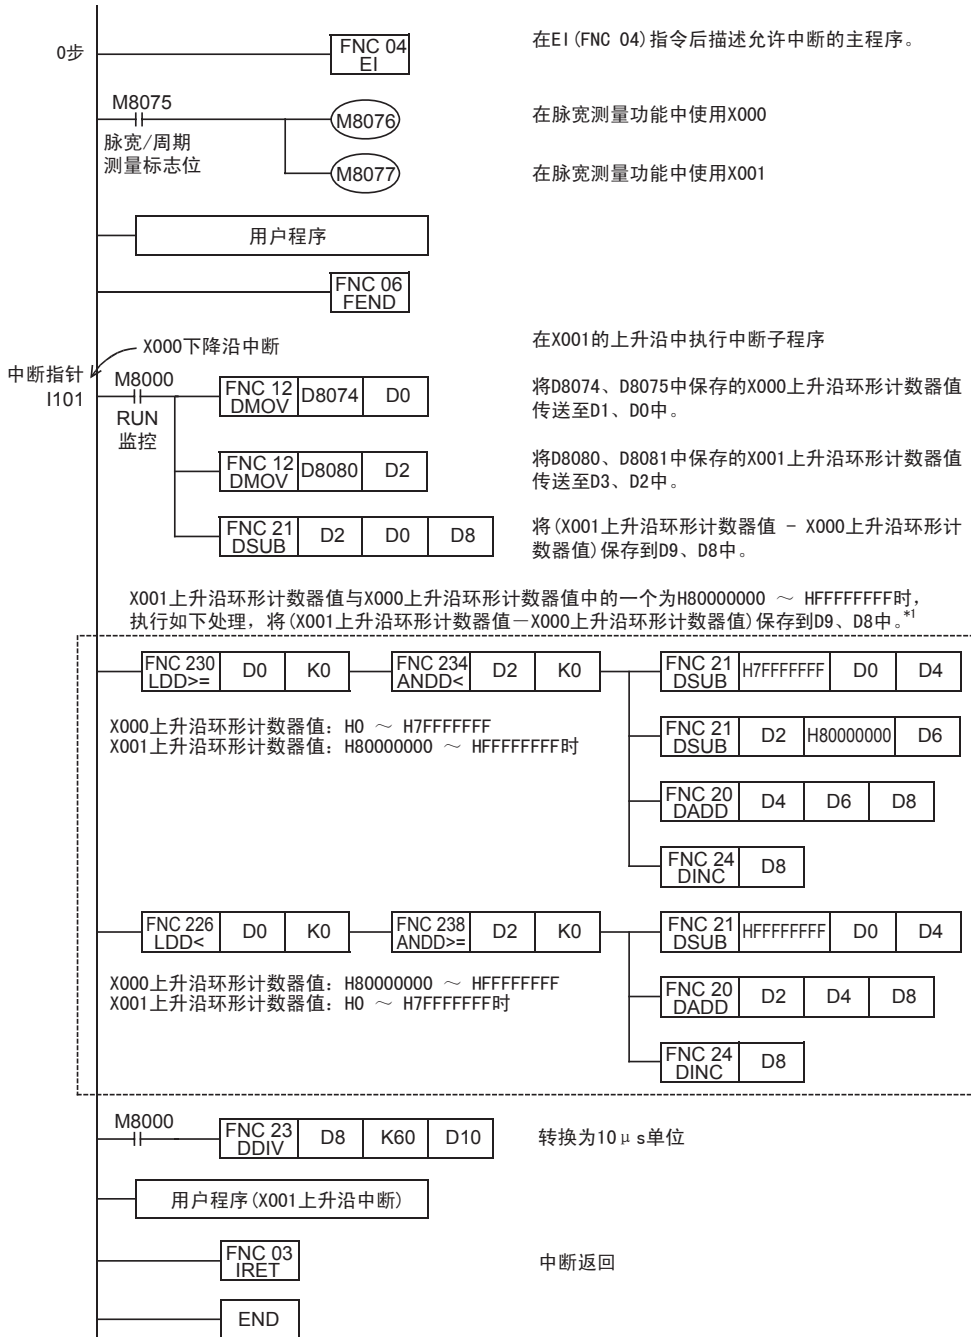 0步
FNC 04
EI
在EI(FNC 04)指令后描述允许中断的主程序。
M8075
脉宽/周期
测量标志位
M8076
在脉宽测量功能中使用X000
M8077
在脉宽测量功能中使用X001
用户程序
FNC 06
FEND
X000下降沿中断
在X001的上升沿中执行中断子程序
中断指针
I101
M8000
RUN
监控
FNC 12
DMOV D8074 D0
将D8074、D8075中保存的X000上升沿环形计数器值
传送至D1、D0中。
FNC 12
DMOV D8080 D2
将D8080、D8081中保存的X001上升沿环形计数器值
传送至D3、D2中。
FNC 21
DSUB D2 D0 D8
将(X001上升沿环形计数器值 - X000上升沿环形计
数器值)保存到D9、D8中。
X001上升沿环形计数器值与X000上升沿环形计数器值中的一个为H80000000 ～ HFFFFFFFF时,
执行如下处理, 将(X001上升沿环形计数器值－X000上升沿环形计数器值)保存到D9、D8中。*1
FNC 230
LDD>= D0 K0
FNC 234
ANDD< D2 K0
FNC 21
DSUB H7FFFFFFF D0 D4
X000上升沿环形计数器值: H0 ～ H7FFFFFFF
X001上升沿环形计数器值: H80000000 ～ HFFFFFFFF时
FNC 21
DSUB D2 H80000000 D6
FNC 20
DADD D4 D6 D8
FNC 24
DINC D8
FNC 226
LDD< D0 K0
FNC 238
ANDD>= D2 K0
FNC 21
DSUB HFFFFFFFF D0 D4
X000上升沿环形计数器值: H80000000 ～ HFFFFFFFF
X001上升沿环形计数器值: H0 ～ H7FFFFFFF时
FNC 20
DADD D2 D4 D8
FNC 24
DINC D8
M8000
FNC 23
DDIV D8 K60 D10
转换为10μs单位
用户程序(X001上升沿中断)
FNC 03
IRET
中断返回
END